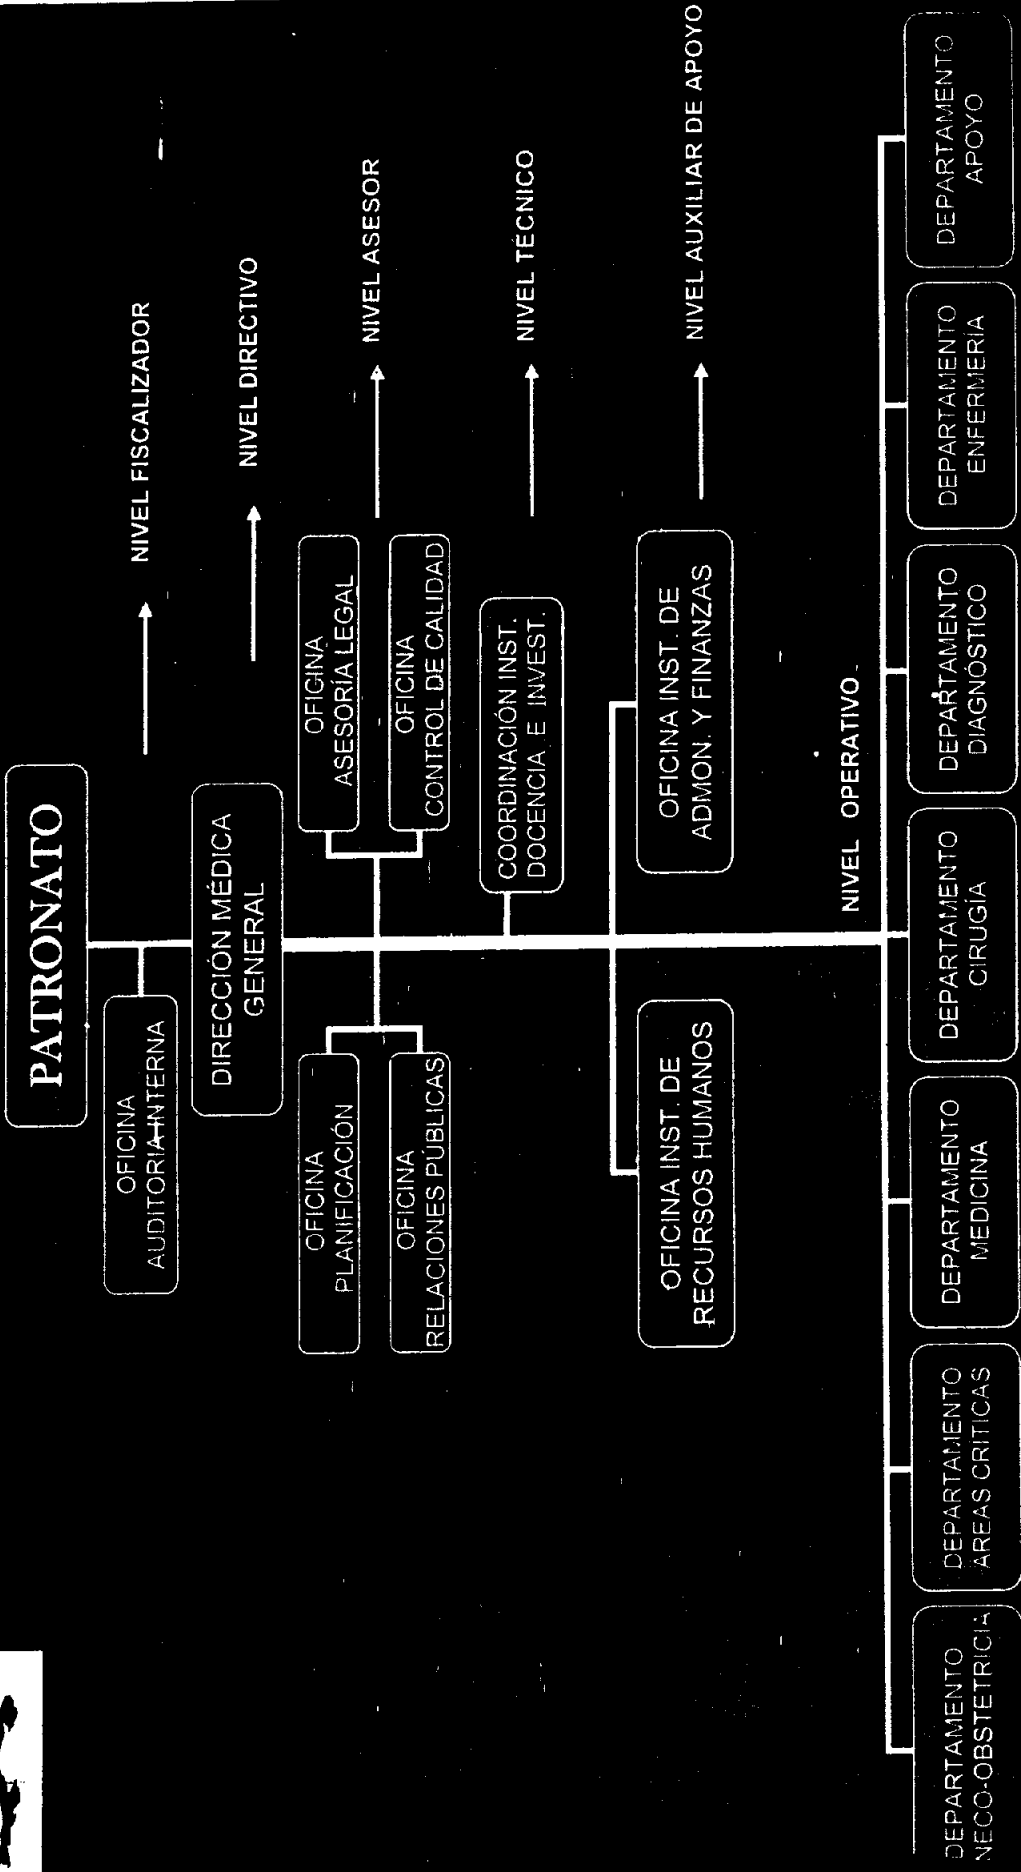 PATRONATO
NIVEL FISCALIZADOR
OFICINA
AUDITORIA INTERNA
DIRECCIÓN MÉDICA
GENERAL
NIVEL DIRECTIVO
OFICINA
PLANIFICACIÓN
OFICINA
ASESORÍA LEGAL
NIVEL ASESOR
OFICINA
RELACIONES PÚBLICAS
OFICINA
CONTROL DE CALIDAD
COORDINACIÓN INST.
DOCENCIA E INVEST.
NIVEL TÉCNICO
OFICINA INST. DE
RECURSOS HUMANOS
OFICINA INST. DE
ADMON. Y FINANZAS
NIVEL AUXILIAR DE APOYO
NIVEL OPERATIVO
DEPARTAMENTO
NECO-OBSTETRICIA
DEPARTAMENTO
AREAS CRÍTICAS
DEPARTAMENTO
MEDICINA
DEPARTAMENTO
CIRUGÍA
DEPARTAMENTO
DIAGNÓSTICO
DEPARTAMENTO
ENFERMERÍA
DEPARTAMENTO
APOYO